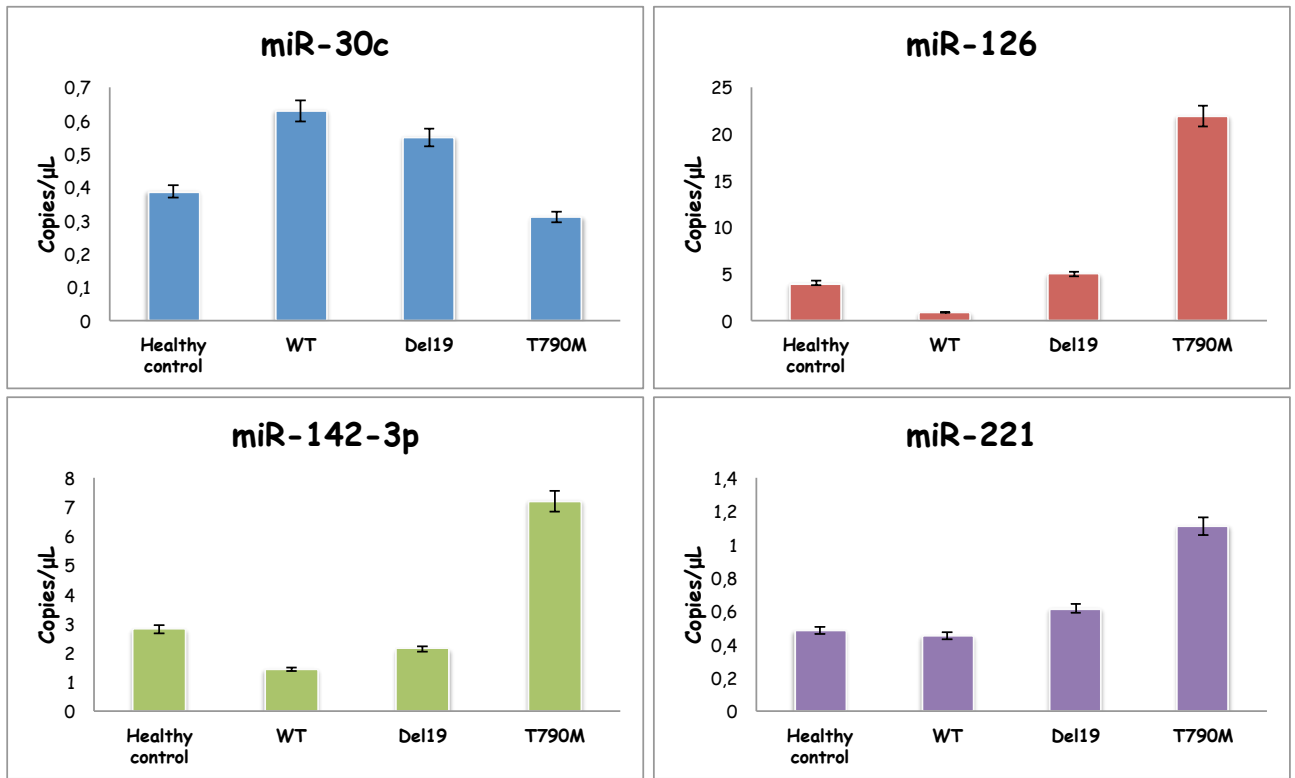 miR-30c
Copies/µL
0,7
0,6
0,5
0,4
0,3
0,2
0,1
0
Healthy control
WT
Del19
T790M
miR-126
Copies/µL
25
20
15
10
5
0
Healthy control
WT
Del19
T790M
miR-142-3p
Copies/µL
8
7
6
5
4
3
2
1
0
Healthy control
WT
Del19
T790M
miR-221
Copies/µL
1,4
1,2
1
0,8
0,6
0,4
0,2
0
Healthy control
WT
Del19
T790M